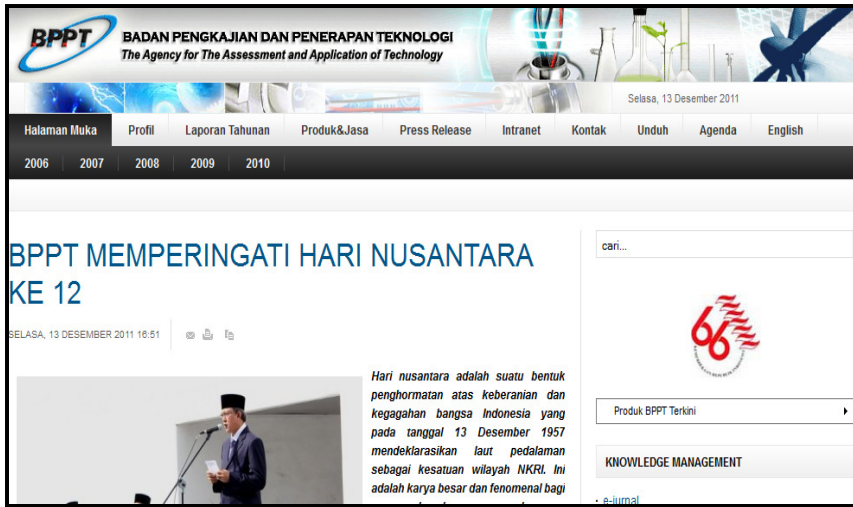 BPPT
BADAN PENGKAJIAN DAN PENERAPAN TEKNOLOGI
The Agency for The Assessment and Application of Technology
Selasa, 13 Desember 2011
Halaman Muka Profil Laporan Tahunan Produk&Jasa Press Release Intranet Kontak Unduh Agenda English
2006 2007 2008 2009 2010
BPPT MEMPERINGATI HARI NUSANTARA
KE 12
SELASA, 13 DESEMBER 2011 16:51
Hari nusantara adalah suatu bentuk
penghormatan atas keberanian dan
kegagahan bangsa Indonesia yang
pada tanggal 13 Desember 1957
mendeklarasikan laut pedalaman
sebagai kesatuan wilayah NKRI. Ini
adalah karya besar dan fenomenal bagi
cari...
66
Produk BPPT Terkini
KNOWLEDGE MANAGEMENT
e-jurnal